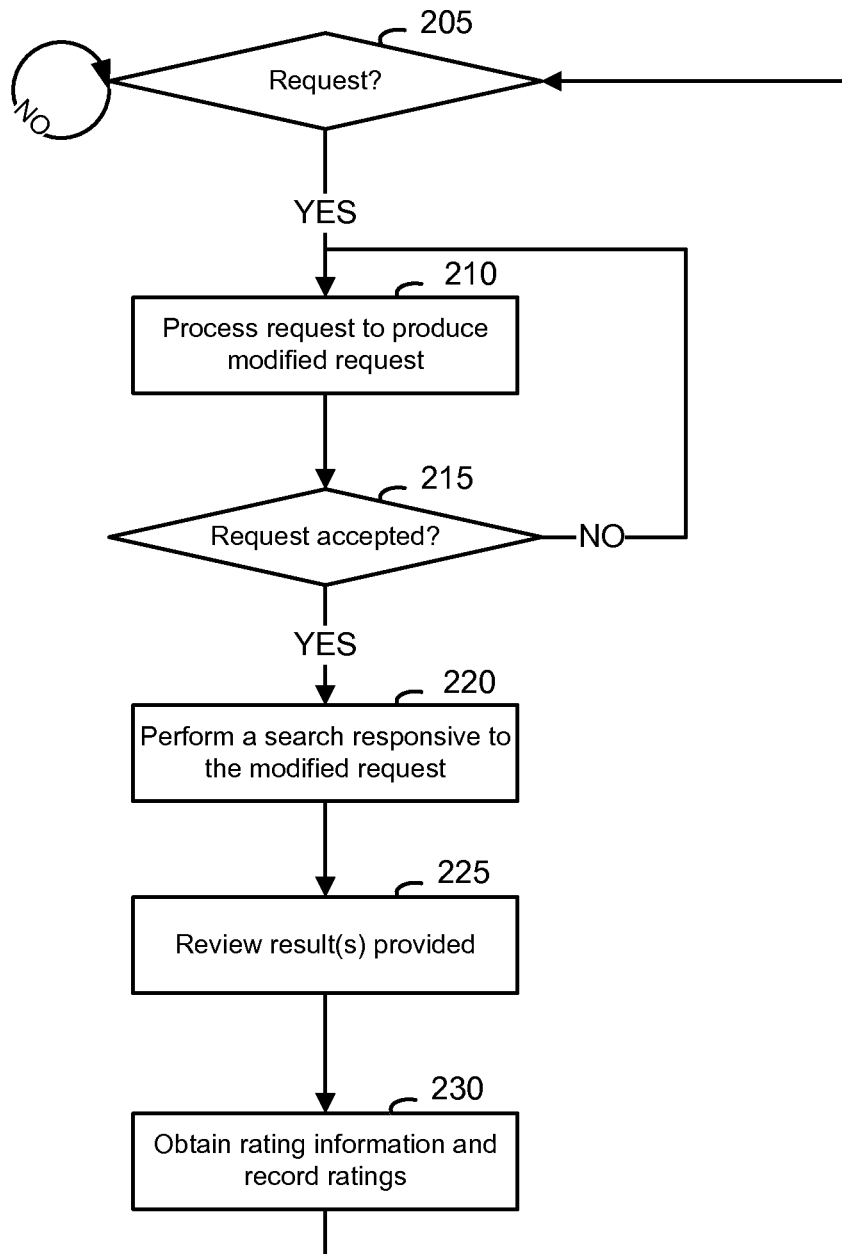 205
Request?
NO
YES
210
Process request to produce
modified request
215
Request accepted?
NO
YES
220
Perform a search responsive to
the modified request
225
Review result(s) provided
230
Obtain rating information and
record ratings